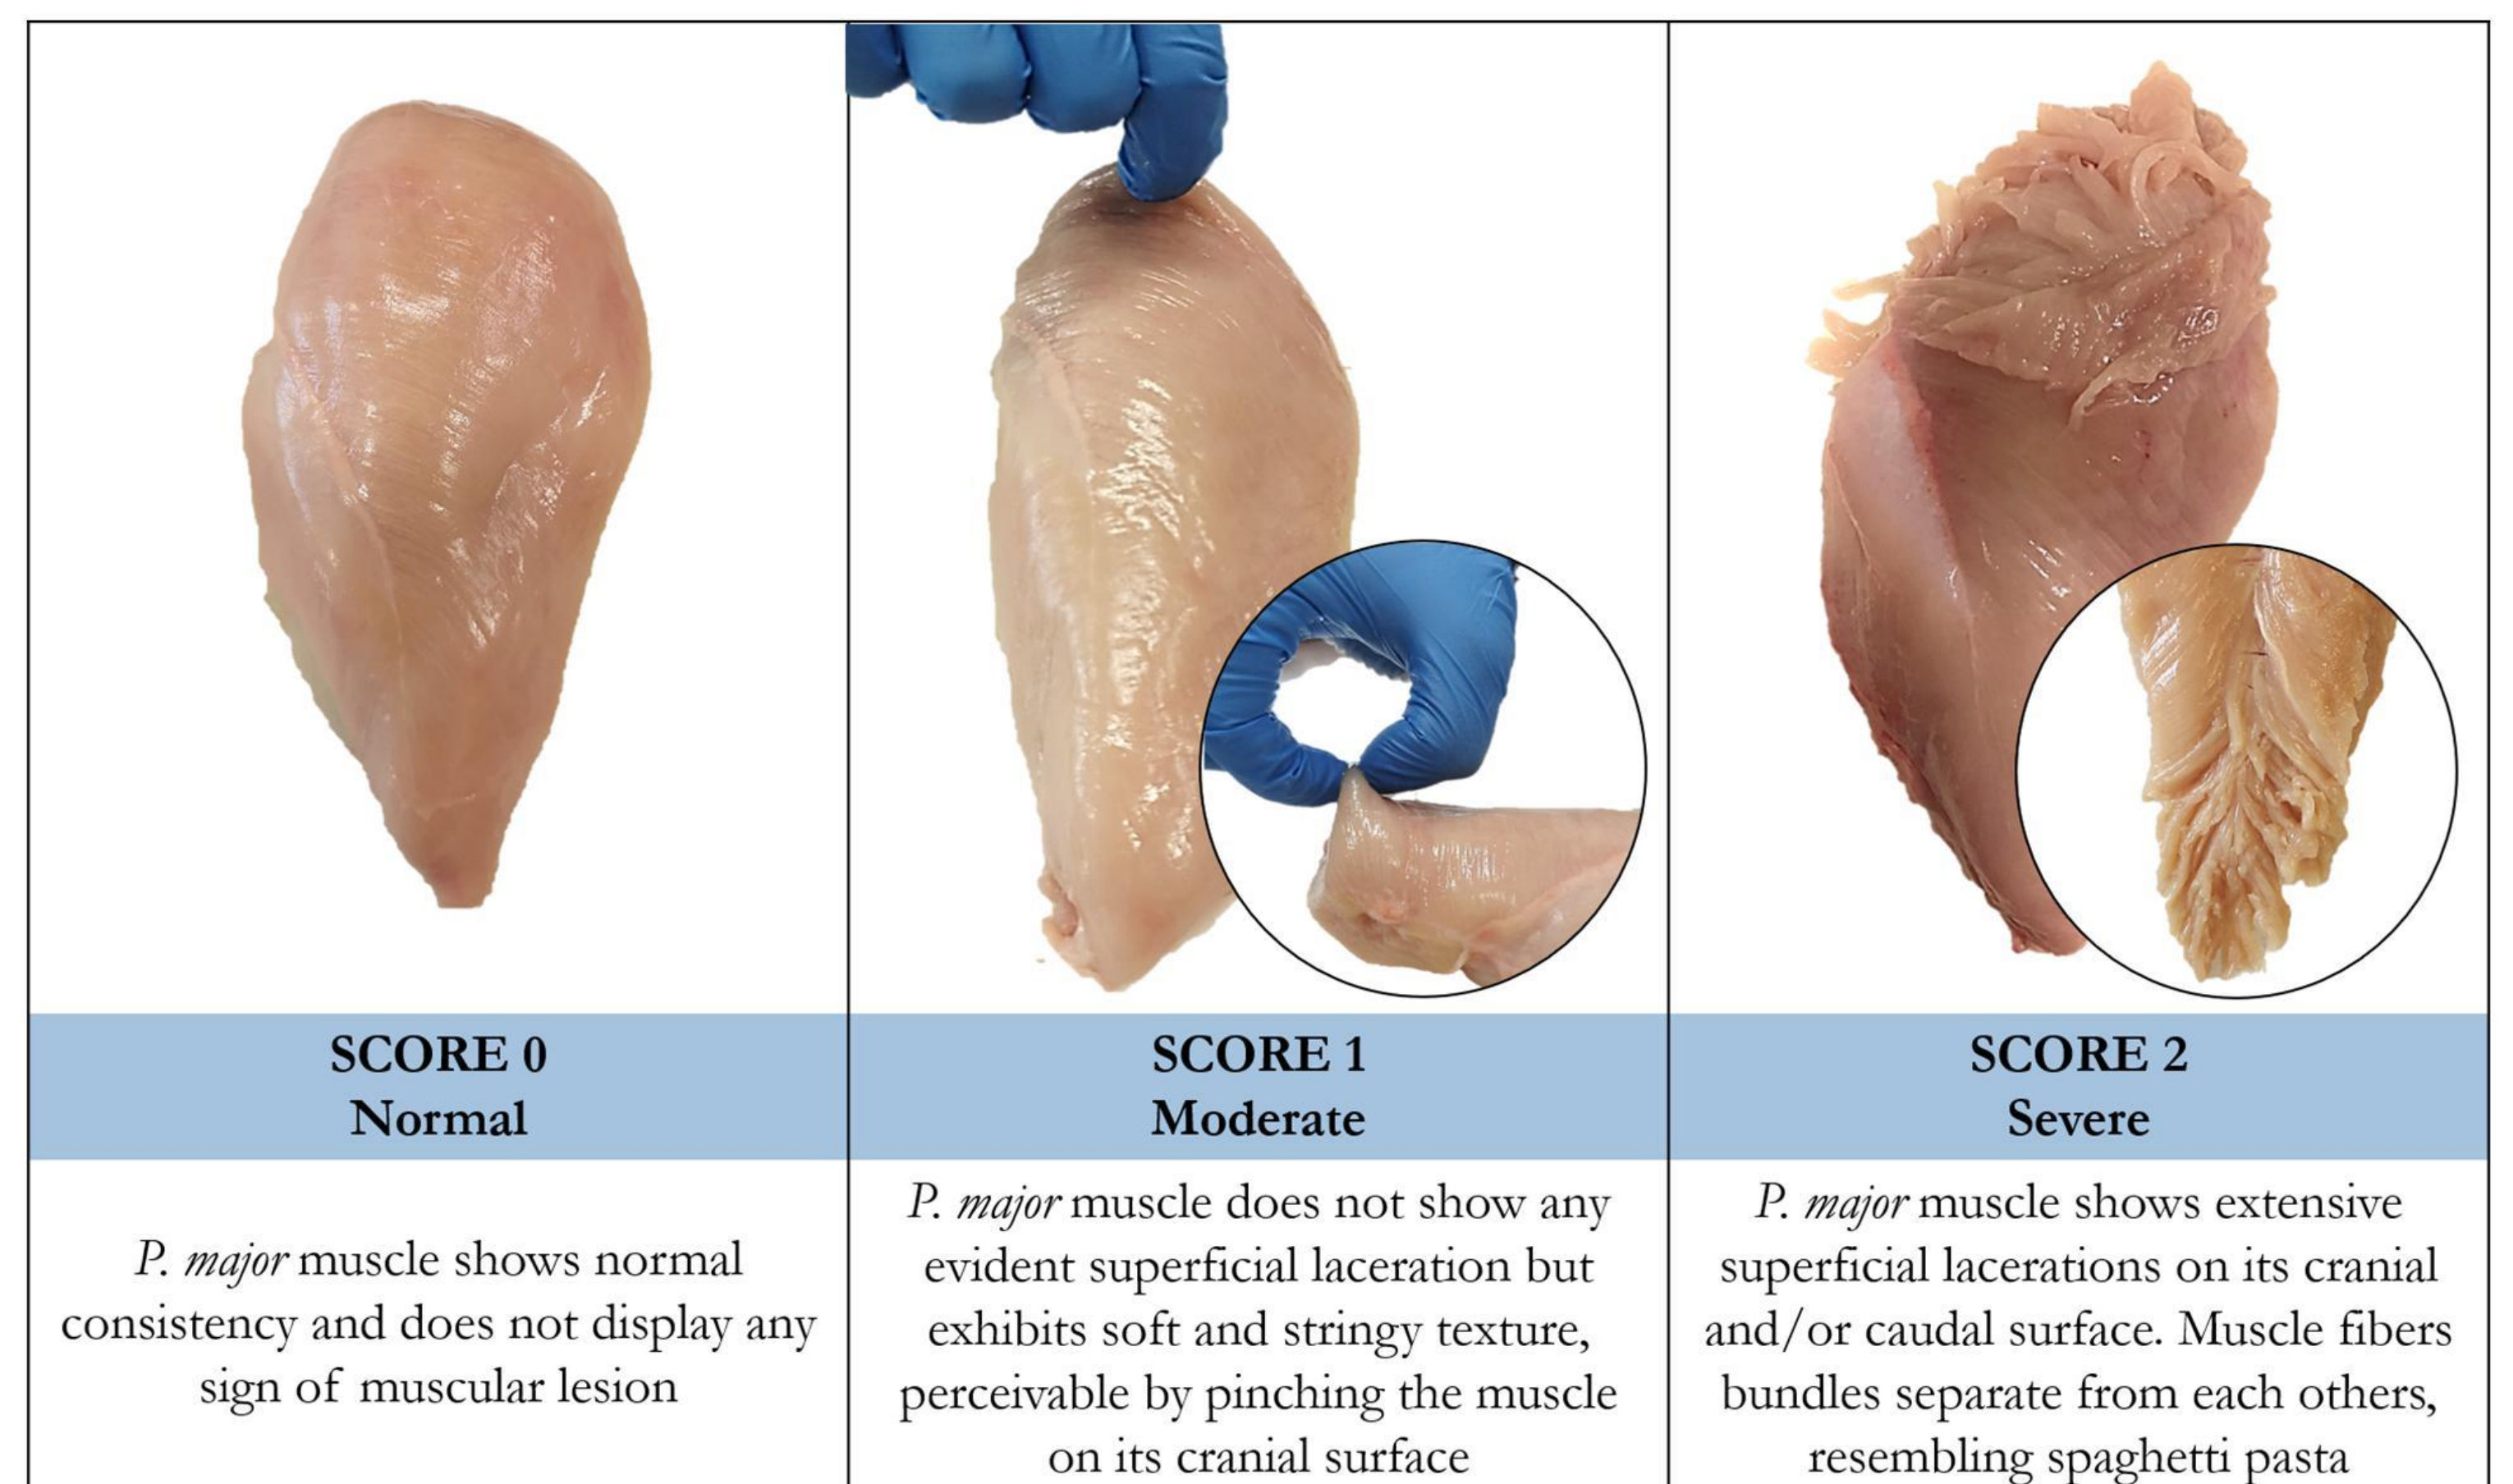 SCORE 0
Normal
P. major muscle shows normal
consistency and does not display any
sign of muscular lesion
SCORE 1
Moderate
P. major muscle does not show any
evident superficial laceration but
exhibits soft and stringy texture,
perceivable by pinching the muscle
on its cranial surface
SCORE 2
Severe
P. major muscle shows extensive
superficial lacerations on its cranial
and/or caudal surface. Muscle fibers
bundles separate from each others,
resembling spaghetti pasta